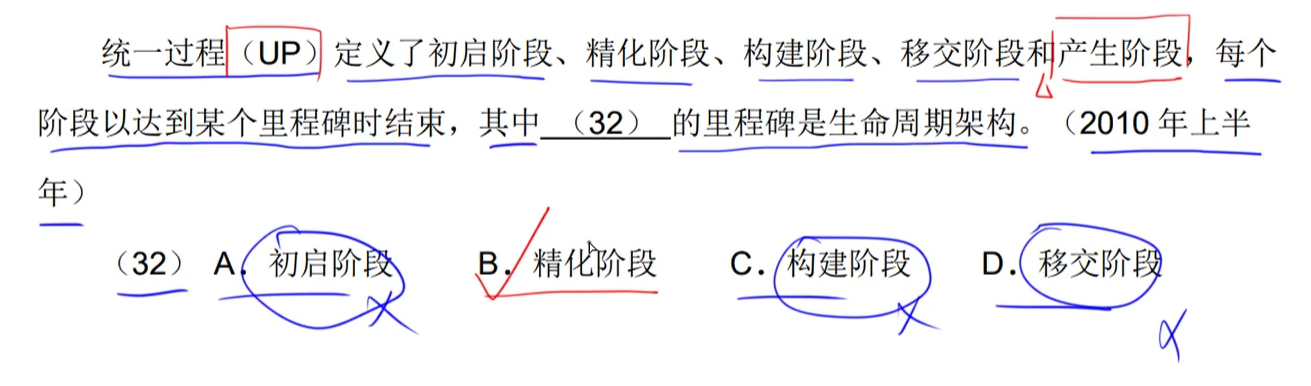 统一过程（UP）定义了初启阶段、精化阶段、构建阶段、移交阶段和产生阶段，每个
阶段以达到某个里程碑时结束，其中 （32） 的里程碑是生命周期架构。（2010 年上半
年）
（32） A．初启阶段 B．精化阶段 C．构建阶段 D．移交阶段